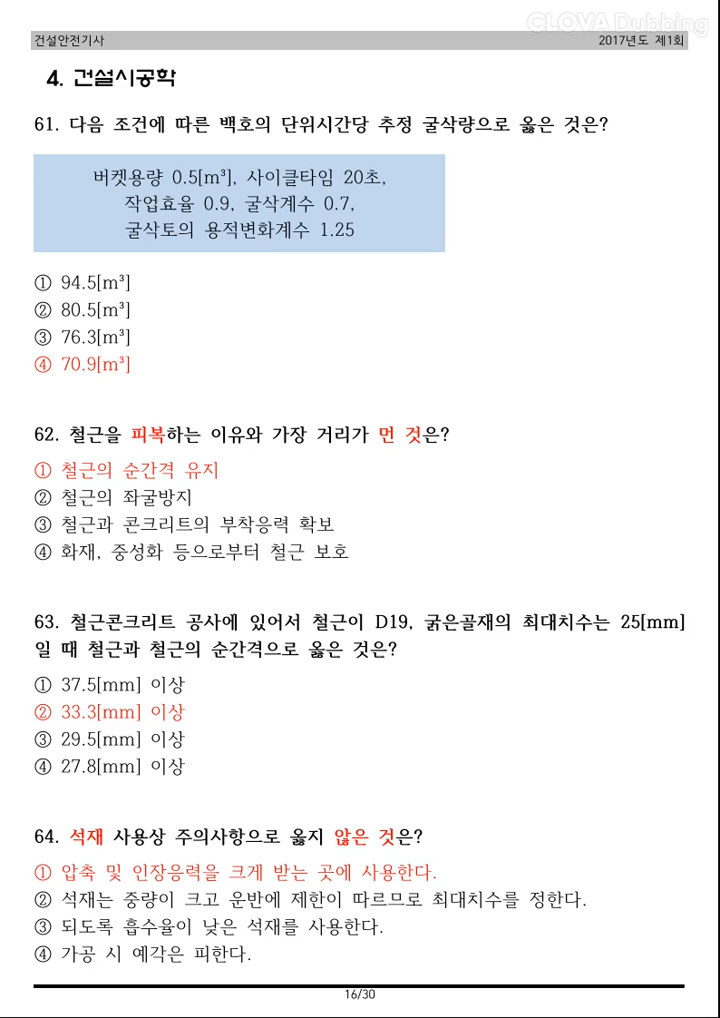 CLOVA Dubbing
건설안전기사 2017년도 제1회
4. 건설시공학
61. 다음 조건에 따른 백호의 단위시간당 추정 굴삭량으로 옳은 것은?
버켓용량 0.5[m³], 사이클타임 20초,
작업효율 0.9, 굴삭계수 0.7,
굴삭토의 용적변화계수 1.25
① 94.5[m³]
② 80.5[m³]
③ 76.3[m³]
④ 70.9[m³]
62. 철근을 피복하는 이유와 가장 거리가 먼 것은?
① 철근의 순간격 유지
② 철근의 좌굴방지
③ 철근과 콘크리트의 부착응력 확보
④ 화재, 중성화 등으로부터 철근 보호
63. 철근콘크리트 공사에 있어서 철근이 D19, 굵은골재의 최대치수는 25[mm]
일 때 철근과 철근의 순간격으로 옳은 것은?
① 37.5[mm] 이상
② 33.3[mm] 이상
③ 29.5[mm] 이상
④ 27.8[mm] 이상
64. 석재 사용상 주의사항으로 옳지 않은 것은?
① 압축 및 인장응력을 크게 받는 곳에 사용한다.
② 석재는 중량이 크고 운반에 제한이 따르므로 최대치수를 정한다.
③ 되도록 흡수율이 낮은 석재를 사용한다.
④ 가공 시 예각은 피한다.
16/30